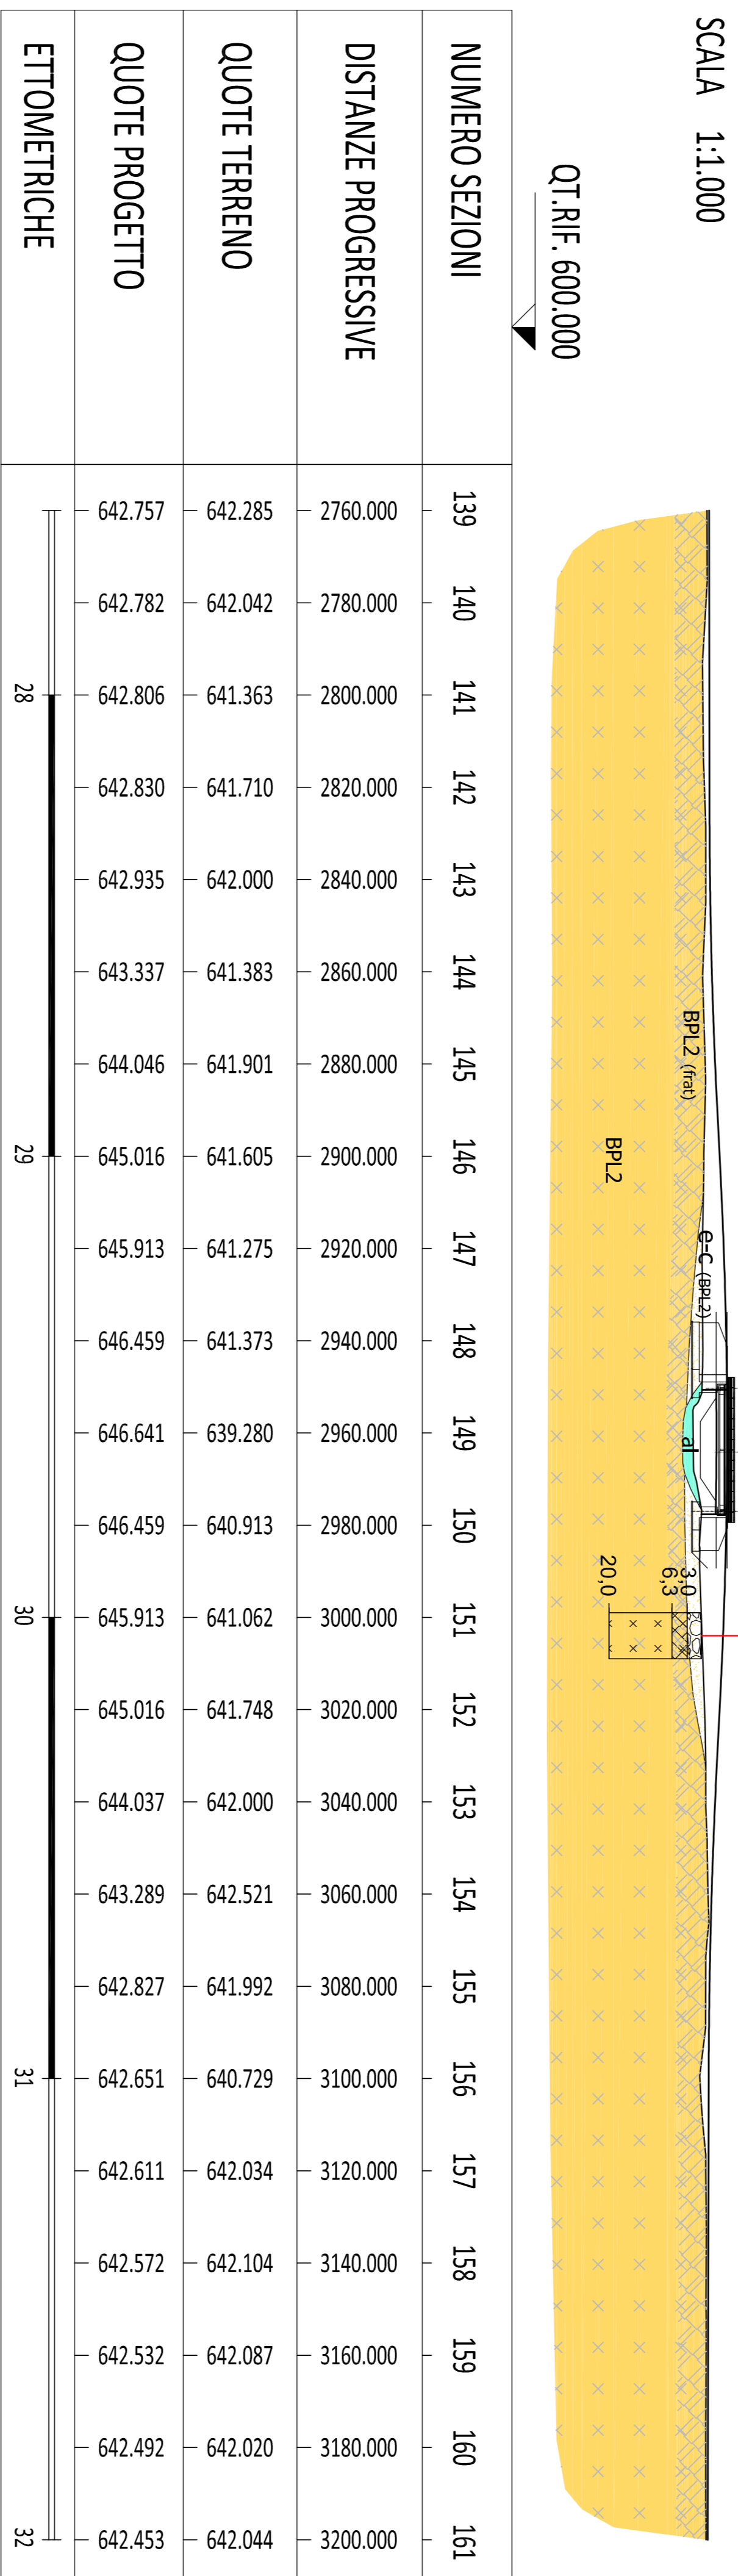 SCALA 1:1.000
BPL2 (frat)
e-c (BPL2)
al
BPL2
3,0
6,3
20,0
QT.RIF. 600.000
NUMERO SEZIONI 139 140 141 142 143 144 145 146 147 148 149 150 151 152 153 154 155 156 157 158 159 160 161
DISTANZE PROGRESSIVE 2760.000 2780.000 2800.000 2820.000 2840.000 2860.000 2880.000 2900.000 2920.000 2940.000 2960.000 2980.000 3000.000 3020.000 3040.000 3060.000 3080.000 3100.000 3120.000 3140.000 3160.000 3180.000 3200.000
QUOTE TERRENO 642.285 642.042 641.363 641.710 642.000 641.383 641.901 641.605 641.275 641.373 639.280 640.913 641.062 641.748 642.000 642.521 641.992 640.729 642.034 642.104 642.087 642.020 642.044
QUOTE PROGETTO 642.757 642.782 642.806 642.830 642.935 643.337 644.046 645.016 645.913 646.459 646.641 646.459 645.913 645.016 644.037 643.289 642.827 642.651 642.611 642.572 642.532 642.492 642.453
ETTOMETRICHE 28 29 30 31 32